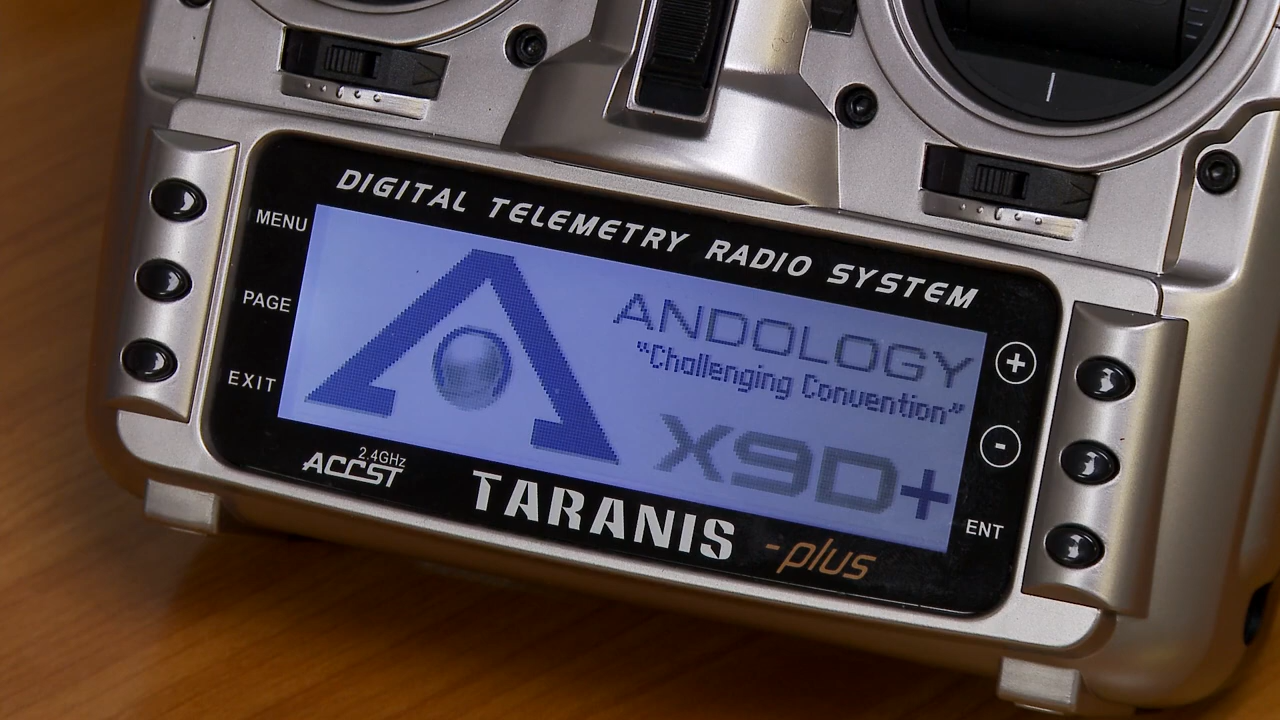 DIGITAL TELEMETRY RADIO SYSTEM
MENU
PAGE
EXIT
ANDOLOGY
"Challenging Convention"
X9D+
+
-
ENT
2.4GHz
ACCST
TARANIS -plus